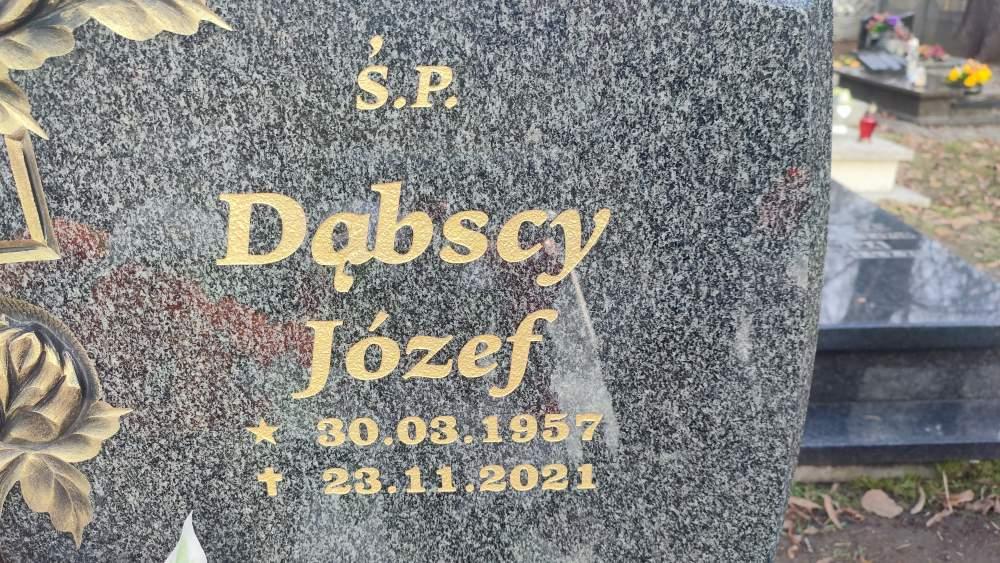 Ś.P.
Dąbscy
Józef
★ 30.03.1957
✝ 23.11.2021